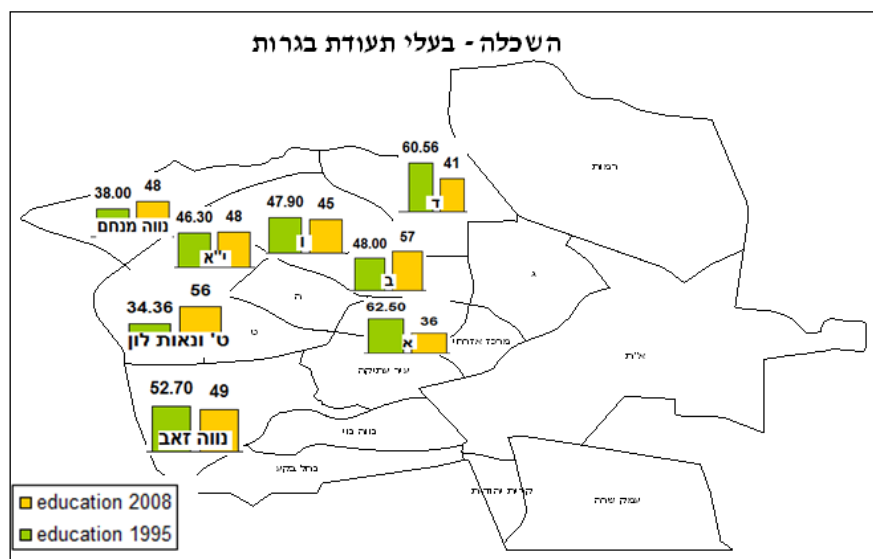 השכלה - בעלי תעודת בגרות
רמות
60.56 41
ד
38.00 48
נווה מנחם
46.30 48
י"א
47.90 45
ו
48.00 57
ב
ג
ה
34.36 56
ט' ונאות לון
ט
62.50 36
א
מרכז אזרחי
א"ת
עיר עתיקה
52.70 49
נווה זאב
נווה נוי
נחל בקע
קרית יהודית
עמק שרה
education 2008
education 1995